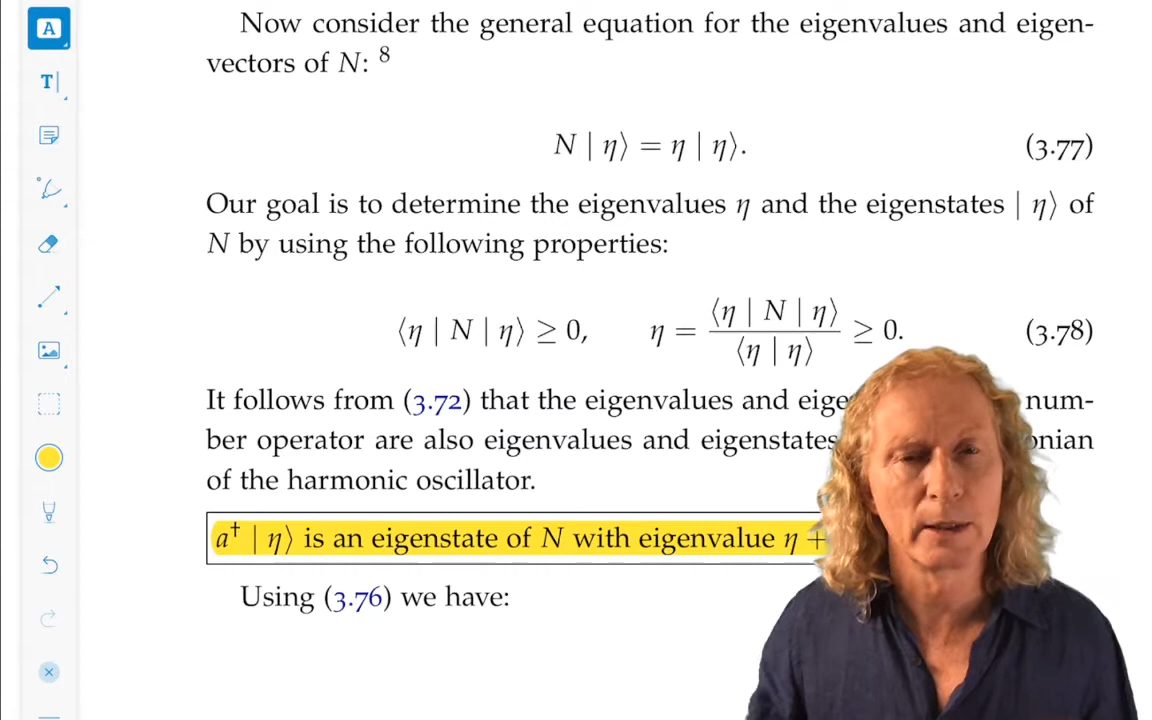 Now consider the general equation for the eigenvalues and eigen-
vectors of N: 8
N | η⟩ = η | η⟩. (3.77)
Our goal is to determine the eigenvalues η and the eigenstates | η⟩ of
N by using the following properties:
⟨η | N | η⟩ ≥ 0, η = ⟨η | N | η⟩ / ⟨η | η⟩ ≥ 0. (3.78)
It follows from (3.72) that the eigenvalues and eige num-
ber operator are also eigenvalues and eigenstates onian
of the harmonic oscillator.
a† | η⟩ is an eigenstate of N with eigenvalue η +
Using (3.76) we have:
A
T|